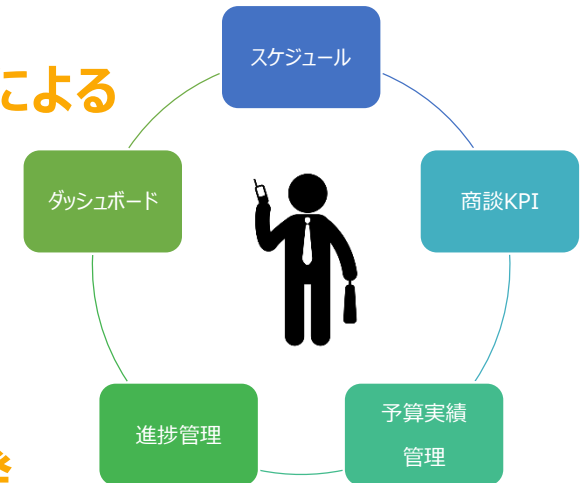 による
スケジュール
ダッシュボード
商談KPI
進捗管理
予算実績
管理